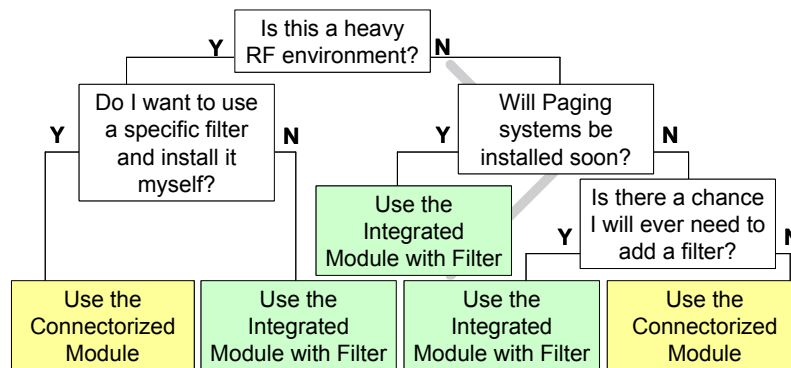 Is this a heavy
RF environment?
Y
N
Do I want to use
a specific filter
and install it
myself?
Y
N
Will Paging
systems be
installed soon?
Y
N
Use the
Integrated
Module with Filter
Is there a chance
I will ever need to
add a filter?
Y
N
Use the
Connectorized
Module
Use the
Integrated
Module with Filter
Use the
Integrated
Module with Filter
Use the
Connectorized
Module